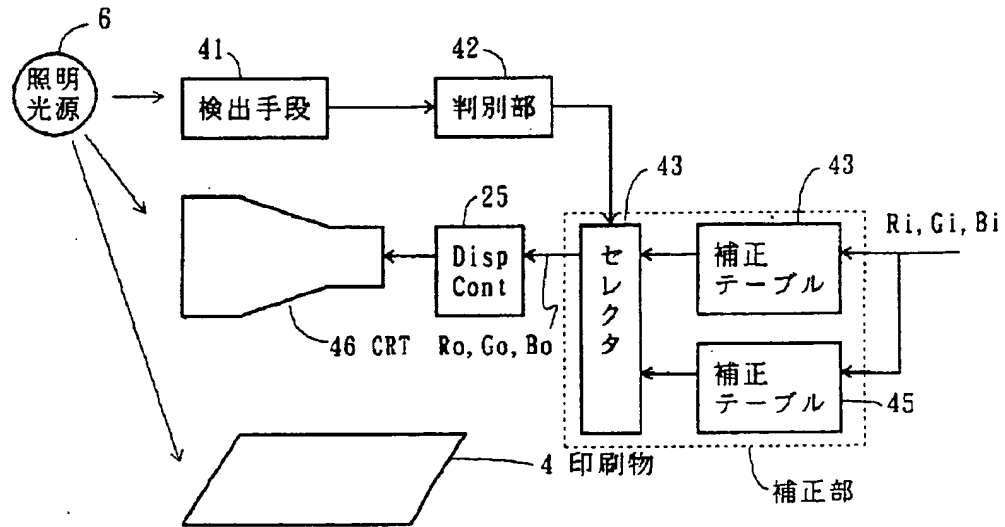 6
照明
光源
41
検出手段
42
判別部
43
セレクタ
43
補正
テーブル
Ri, Gi, Bi
25
Disp
Cont
46 CRT
Ro, Go, Bo
補正
テーブル
45
4 印刷物
補正部